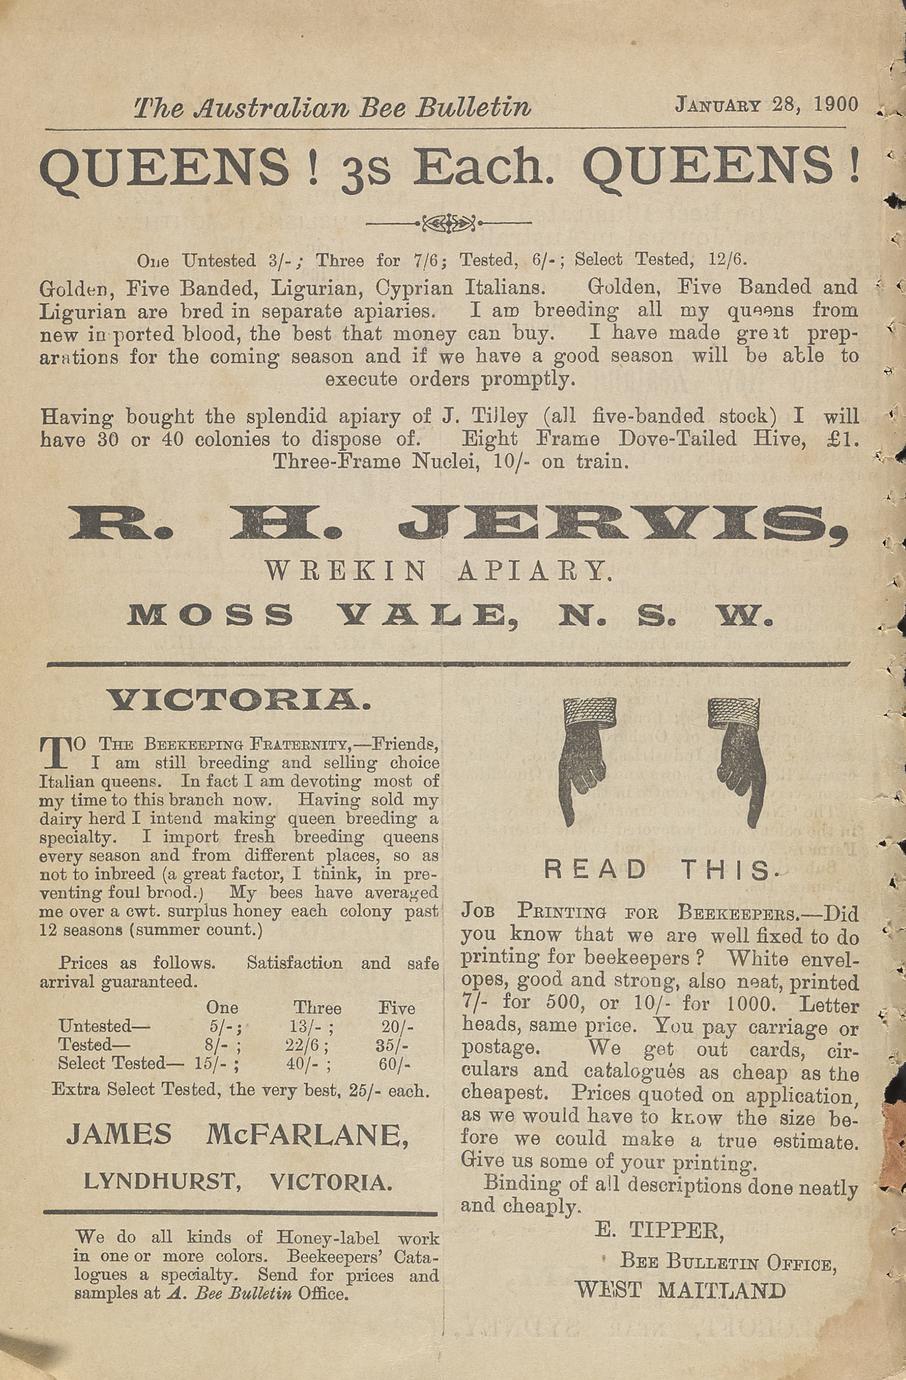 The Australian Bee Bulletin JANUARY 28, 1900
QUEENS ! 3s Each. QUEENS !
One Untested 3/- ; Three for 7/6; Tested, 6/- ; Select Tested, 12/6.
Golden, Five Banded, Ligurian, Cyprian Italians. Golden, Five Banded and
Ligurian are bred in separate apiaries. I am breeding all my queens from
new imported blood, the best that money can buy. I have made great prep-
arations for the coming season and if we have a good season will be able to
execute orders promptly.
Having bought the splendid apiary of J. Tilley (all five-banded stock) I will
have 30 or 40 colonies to dispose of. Eight Frame Dove-Tailed Hive, £1.
Three-Frame Nuclei, 10/- on train.
R. H. JERVIS,
WREKIN APIARY.
MOSS VALE, N. S. W.
VICTORIA.
TO THE BEEKEEPING FRATERNITY,—Friends,
I am still breeding and selling choice
Italian queens. In fact I am devoting most of
my time to this branch now. Having sold my
dairy herd I intend making queen breeding a
specialty. I import fresh breeding queens
every season and from different places, so as
not to inbreed (a great factor, I think, in pre-
venting foul brood.) My bees have averaged
me over a cwt. surplus honey each colony past
12 seasons (summer count.)
Prices as follows. Satisfaction and safe
arrival guaranteed.
One Three Five
Untested— 5/-; 13/- ; 20/-
Tested— 8/- ; 22/6 ; 35/-
Select Tested— 15/- ; 40/- ; 60/-
Extra Select Tested, the very best, 25/- each.
JAMES McFARLANE,
LYNDHURST, VICTORIA.
We do all kinds of Honey-label work
in one or more colors. Beekeepers' Cata-
logues a specialty. Send for prices and
samples at A. Bee Bulletin Office.
READ THIS.
JOB PRINTING FOR BEEKEEPERS.—Did
you know that we are well fixed to do
printing for beekeepers ? White envel-
opes, good and strong, also neat, printed
7/- for 500, or 10/- for 1000. Letter
heads, same price. You pay carriage or
postage. We get out cards, cir-
culars and catalogués as cheap as the
cheapest. Prices quoted on application,
as we would have to know the size be-
fore we could make a true estimate.
Give us some of your printing.
Binding of all descriptions done neatly
and cheaply.
E. TIPPER,
BEE BULLETIN OFFICE,
WEST MAITLAND